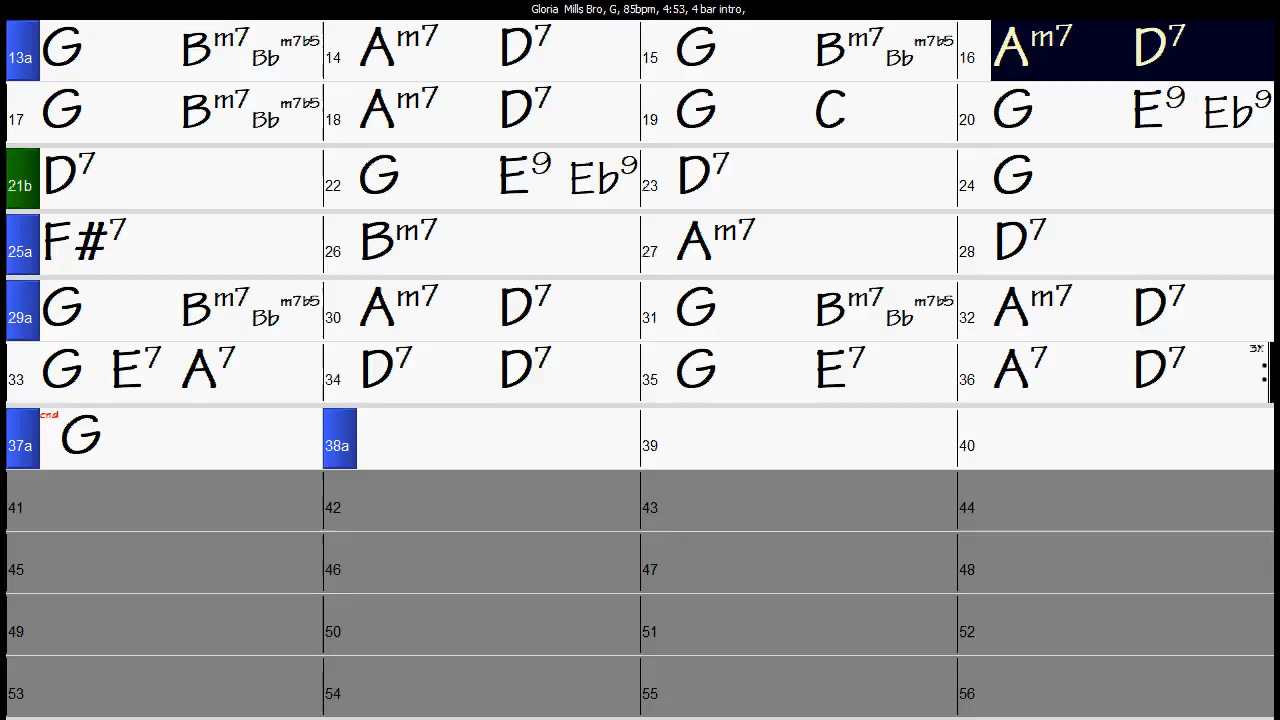 Gloria  Mills Bro, G, 85bpm, 4:53, 4 bar intro,
13a G Bm7 Bbm7b5 14 Am7 D7 15 G Bm7 Bbm7b5 16 Am7 D7
17 G Bm7 Bbm7b5 18 Am7 D7 19 G C 20 G E9 Eb9
21b D7 22 G E9 Eb9 23 D7 24 G
25a F#7 26 Bm7 27 Am7 28 D7
29a G Bm7 Bbm7b5 30 Am7 D7 31 G Bm7 Bbm7b5 32 Am7 D7
33 G E7 A7 34 D7 D7 35 G E7 36 A7 D7 3x
37a end G 38a 39 40
41 42 43 44
45 46 47 48
49 50 51 52
53 54 55 56